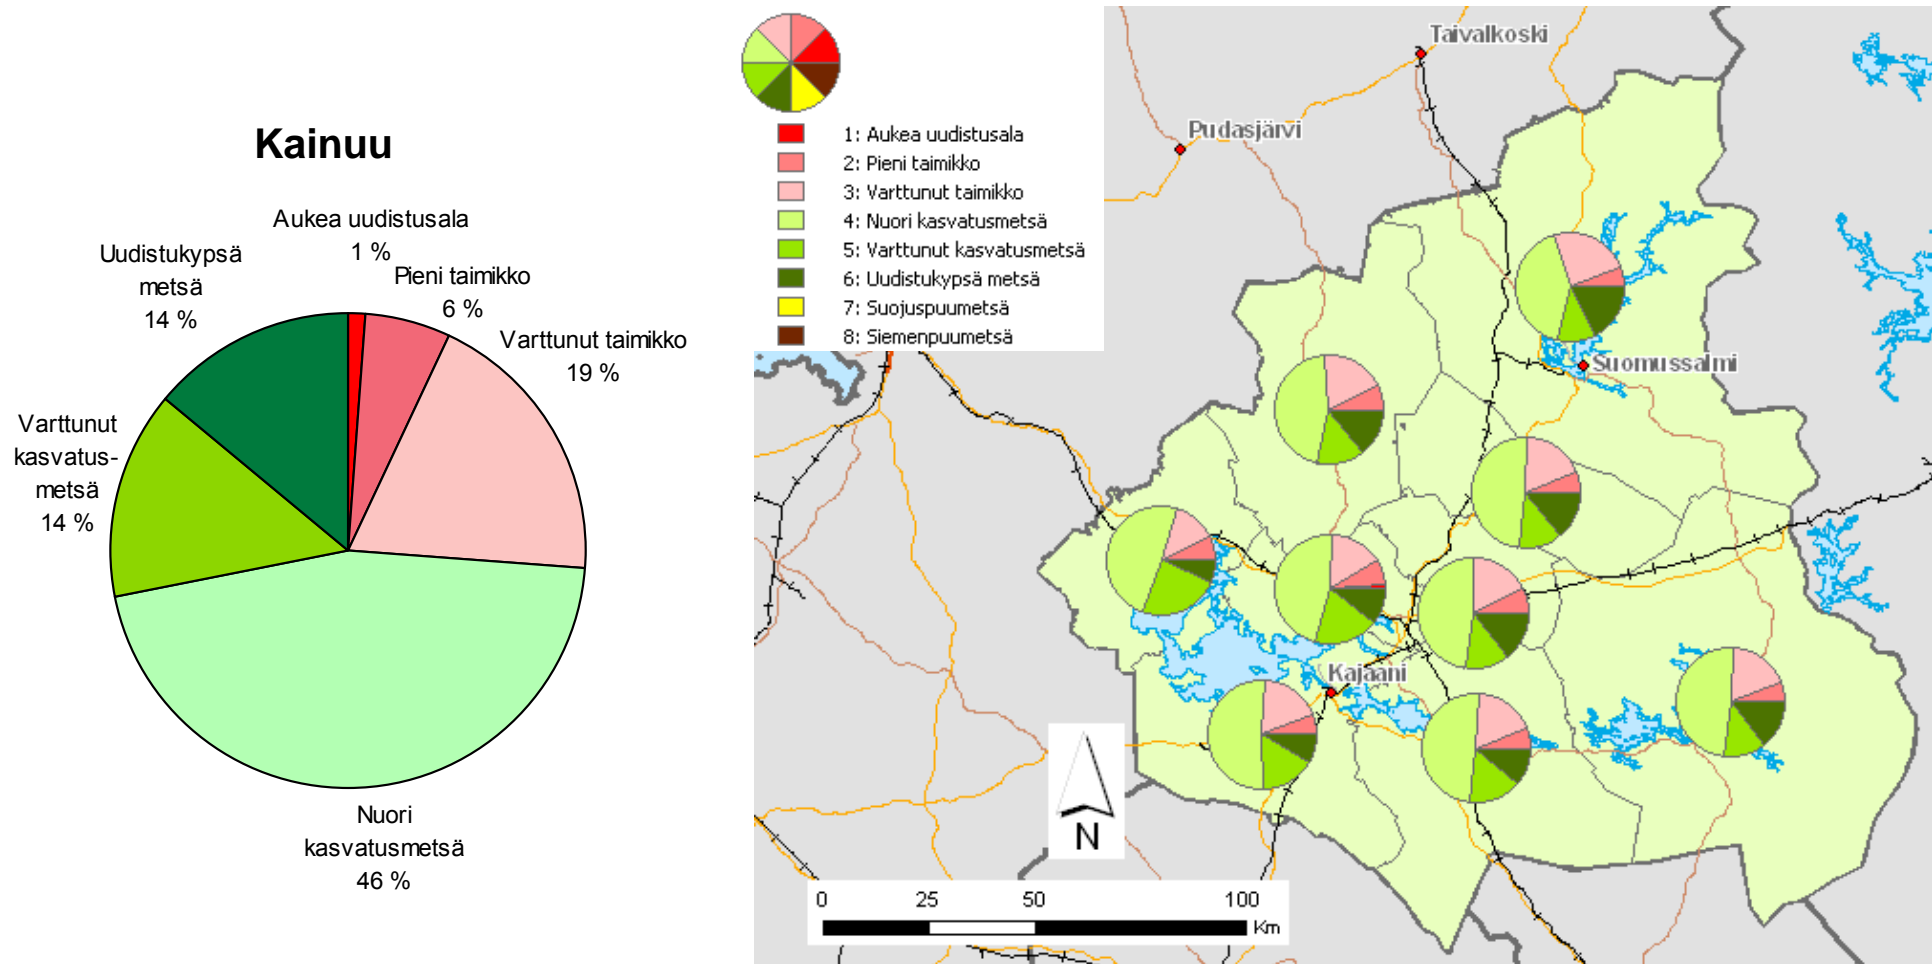 Kainuu
Aukea uudistusala
1 %
Pieni taimikko
6 %
Varttunut taimikko
19 %
Nuori
kasvatusmetsä
46 %
Varttunut
kasvatus-
metsä
14 %
Uudistukypsä
metsä
14 %
1: Aukea uudistusala
2: Pieni taimikko
3: Varttunut taimikko
4: Nuori kasvatusmetsä
5: Varttunut kasvatusmetsä
6: Uudistukypsä metsä
7: Suojuspuumetsä
8: Siemenpuumetsä
Taivalkoski
Pudasjärvi
Suomussalmi
Kajaani
N
0 25 50 100
Km